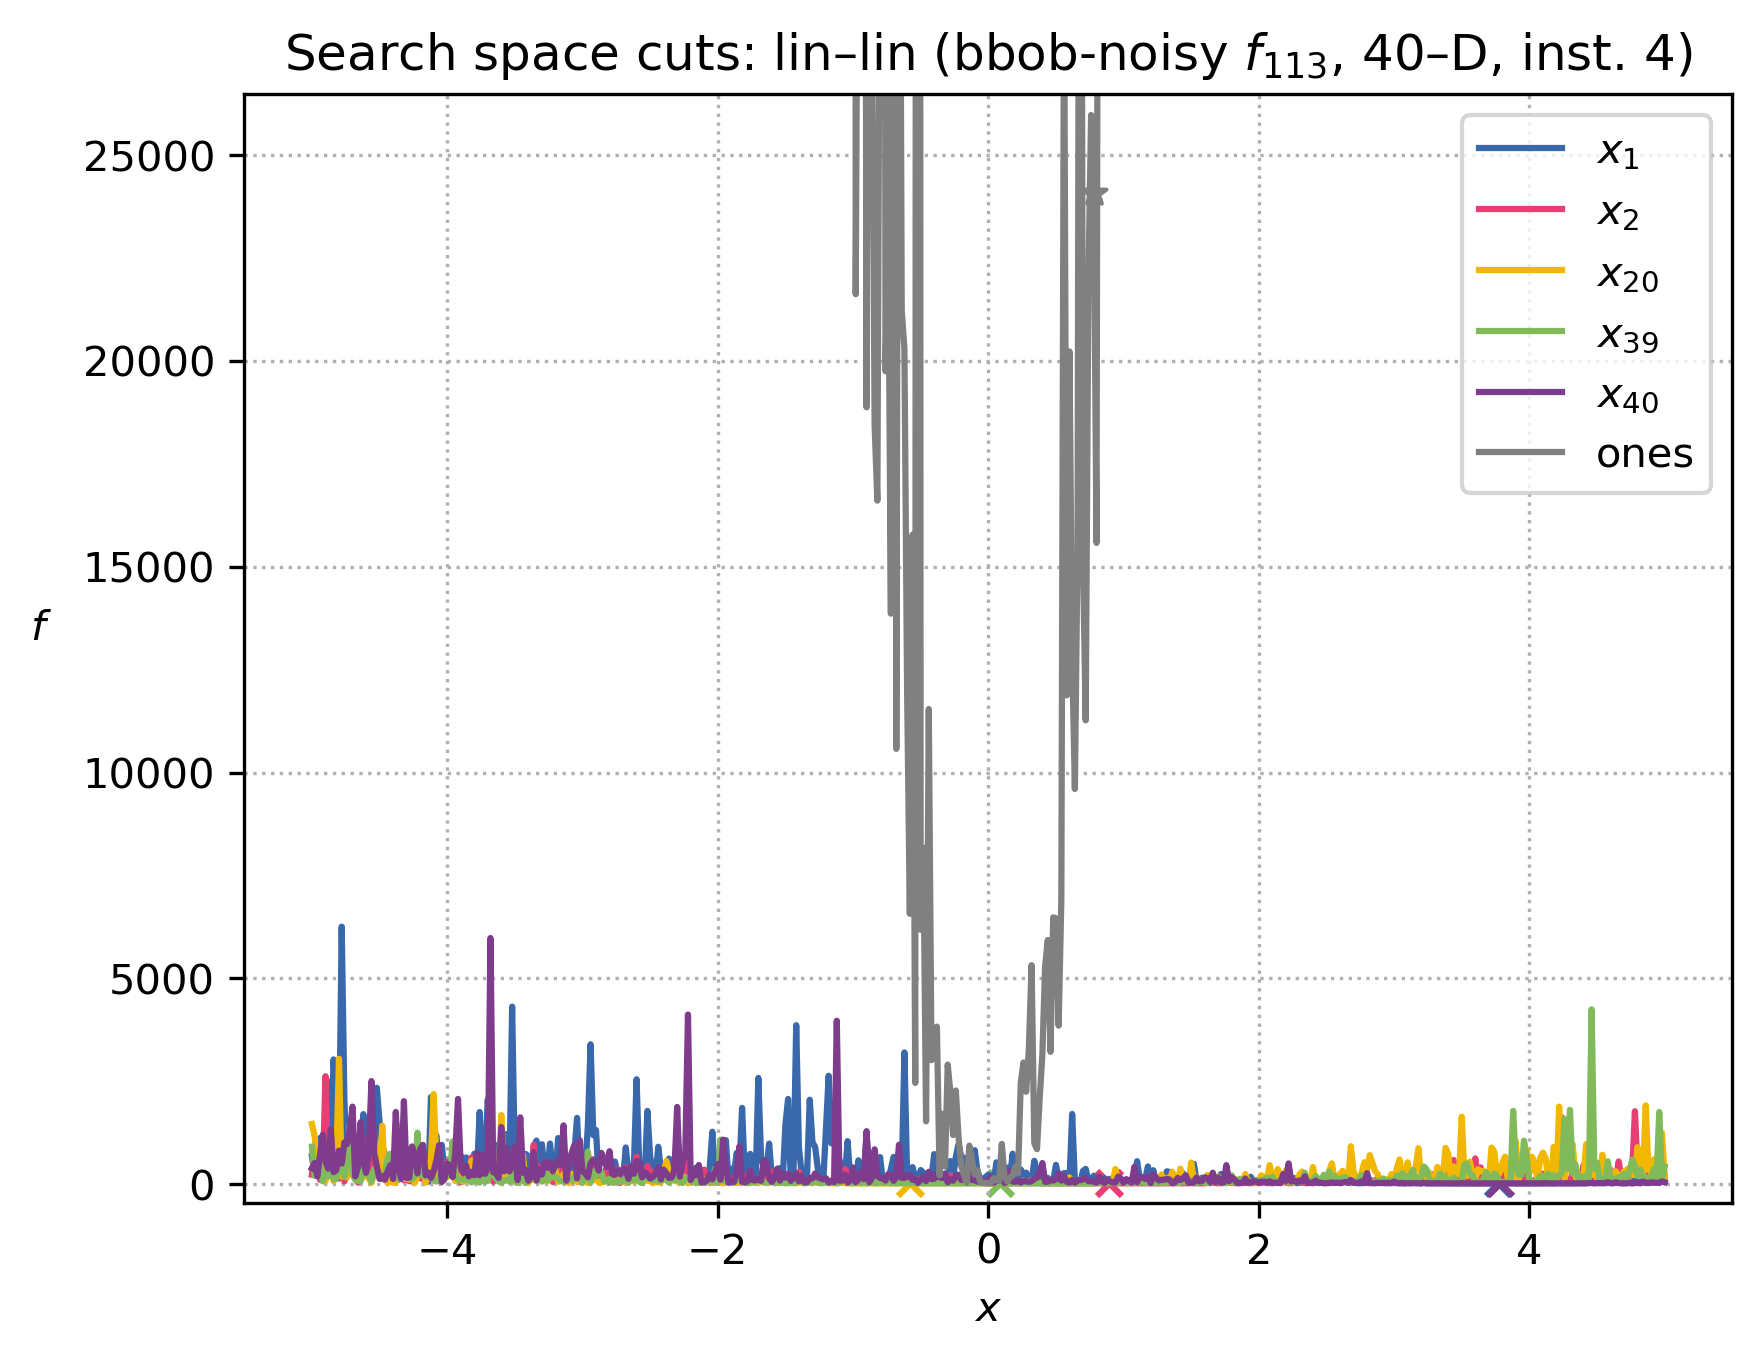 Search space cuts: lin–lin (bbob-noisy f₁₁₃, 40–D, inst. 4)
25000
20000
15000
10000
5000
0
f
−4
−2
0
2
4
x
x₁
x₂
x₂₀
x₃₉
x₄₀
ones